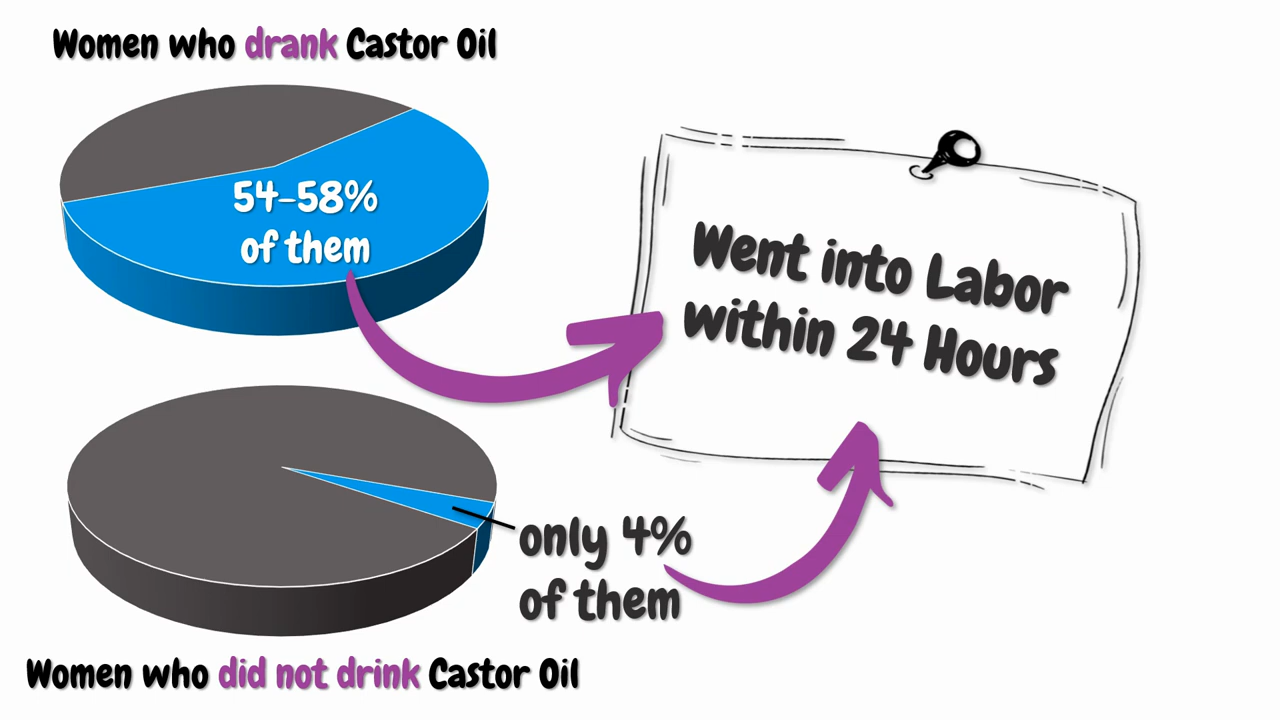 Women who drank Castor Oil
54-58%
of them
Went into Labor
within 24 Hours
only 4%
of them
Women who did not drink Castor Oil